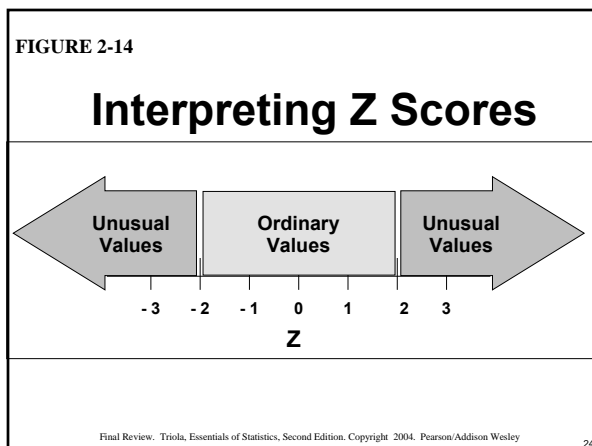 FIGURE 2-14
Interpreting Z Scores
Unusual Values
Ordinary Values
Unusual Values
- 3 - 2 - 1 0 1 2 3
Z
Final Review. Triola, Essentials of Statistics, Second Edition. Copyright 2004. Pearson/Addison Wesley
24